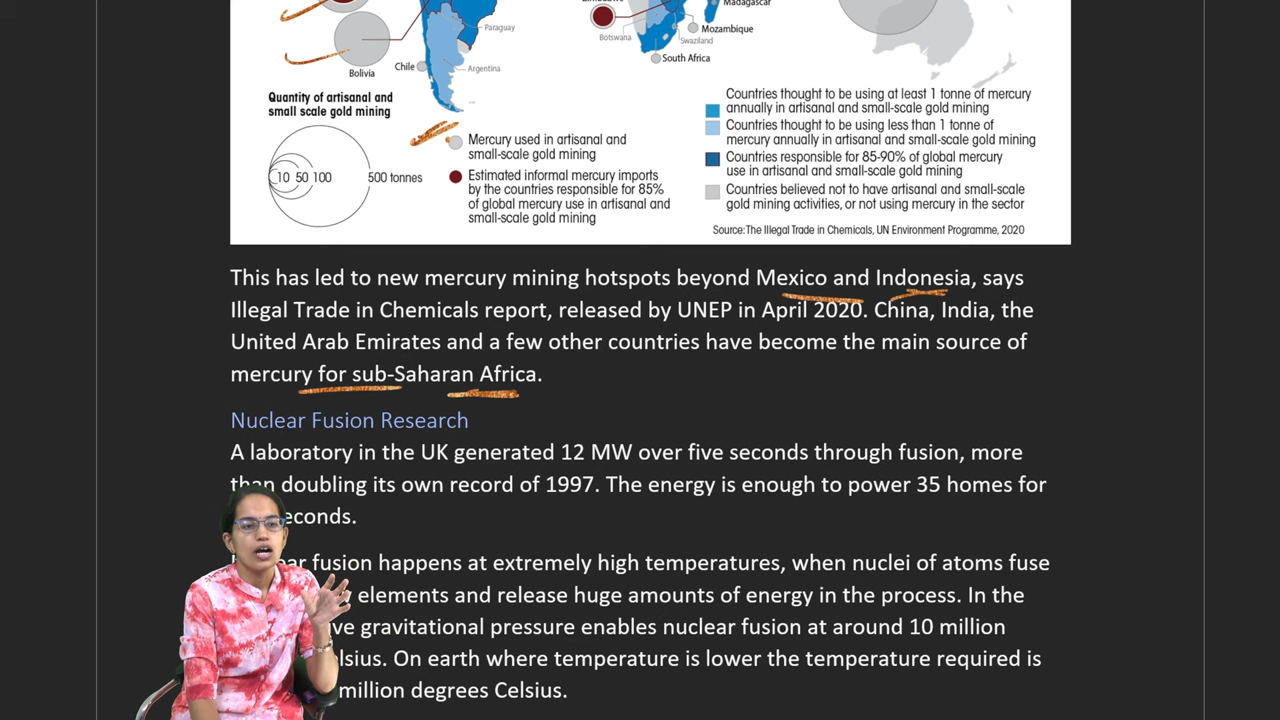 Madagascar
Paraguay
Mozambique
Botswana
Swaziland
South Africa
Bolivia
Chile
Argentina
Quantity of artisanal and
small scale gold mining
10 50 100 500 tonnes
Mercury used in artisanal and
small-scale gold mining
Estimated informal mercury imports
by the countries responsible for 85%
of global mercury use in artisanal and
small-scale gold mining
Countries thought to be using at least 1 tonne of mercury
annually in artisanal and small-scale gold mining
Countries thought to be using less than 1 tonne of
mercury annually in artisanal and small-scale gold mining
Countries responsible for 85-90% of global mercury
use in artisanal and small-scale gold mining
Countries believed not to have artisanal and small-scale
gold mining activities, or not using mercury in the sector
Source: The Illegal Trade in Chemicals, UN Environment Programme, 2020
This has led to new mercury mining hotspots beyond Mexico and Indonesia, says
Illegal Trade in Chemicals report, released by UNEP in April 2020. China, India, the
United Arab Emirates and a few other countries have become the main source of
mercury for sub-Saharan Africa.
Nuclear Fusion Research
A laboratory in the UK generated 12 MW over five seconds through fusion, more
than doubling its own record of 1997. The energy is enough to power 35 homes for
econds.
fusion happens at extremely high temperatures, when nuclei of atoms fuse
elements and release huge amounts of energy in the process. In the
gravitational pressure enables nuclear fusion at around 10 million
lsius. On earth where temperature is lower the temperature required is
million degrees Celsius.